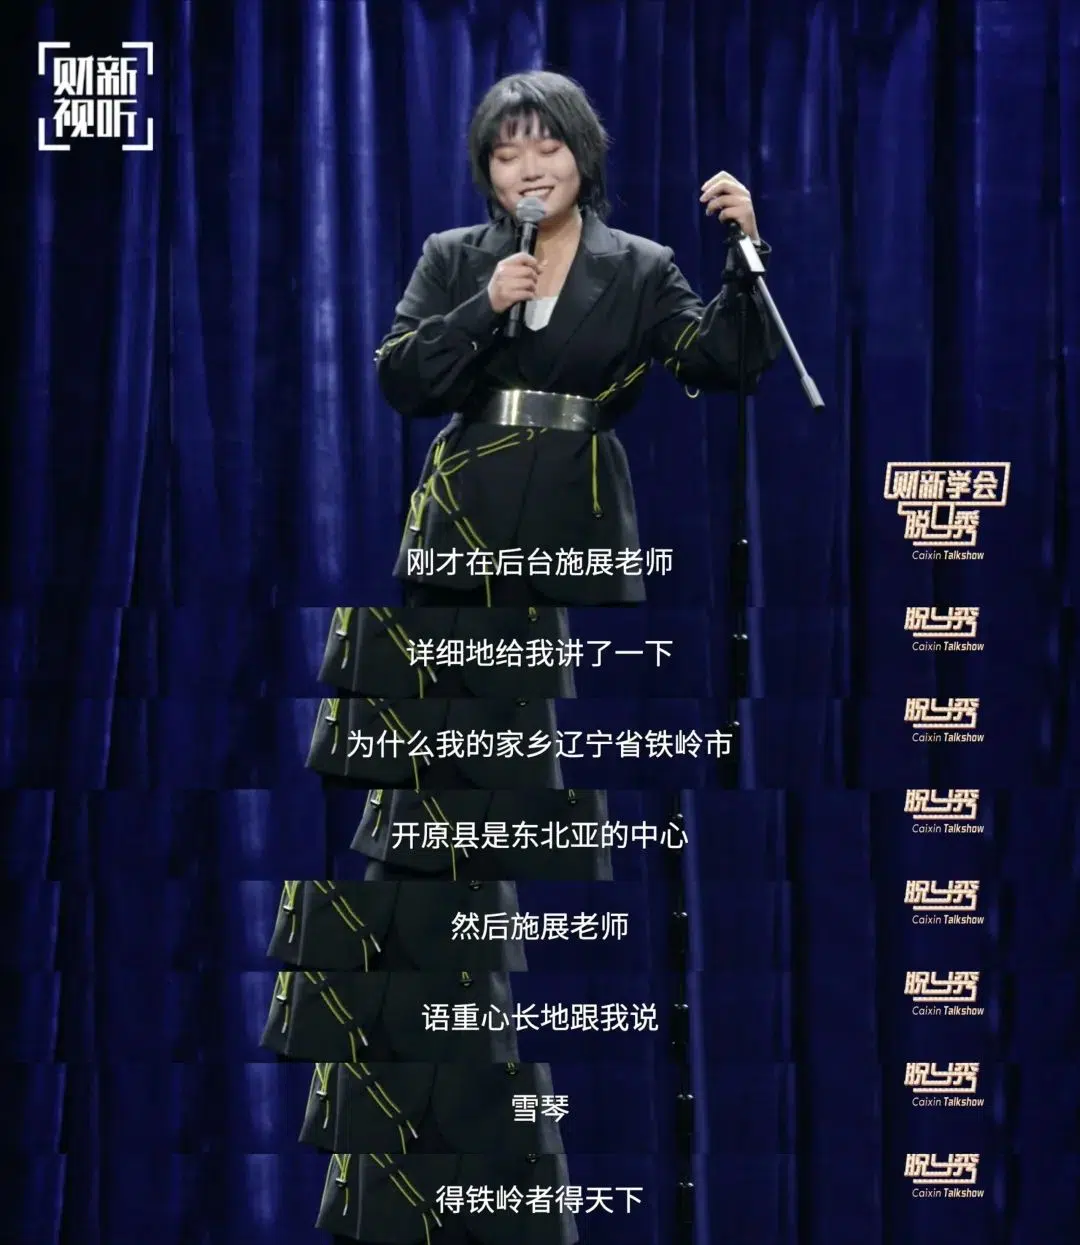 财新
视听
财新学会
脱口秀
Caixin Talkshow
刚才在后台施展老师
详细地给我讲了一下
脱口秀
Caixin Talkshow
为什么我的家乡辽宁省铁岭市
脱口秀
Caixin Talkshow
开原县是东北亚的中心
脱口秀
Caixin Talkshow
然后施展老师
脱口秀
Caixin Talkshow
语重心长地跟我说
脱口秀
Caixin Talkshow
雪琴
脱口秀
Caixin Talkshow
得铁岭者得天下
脱口秀
Caixin Talkshow